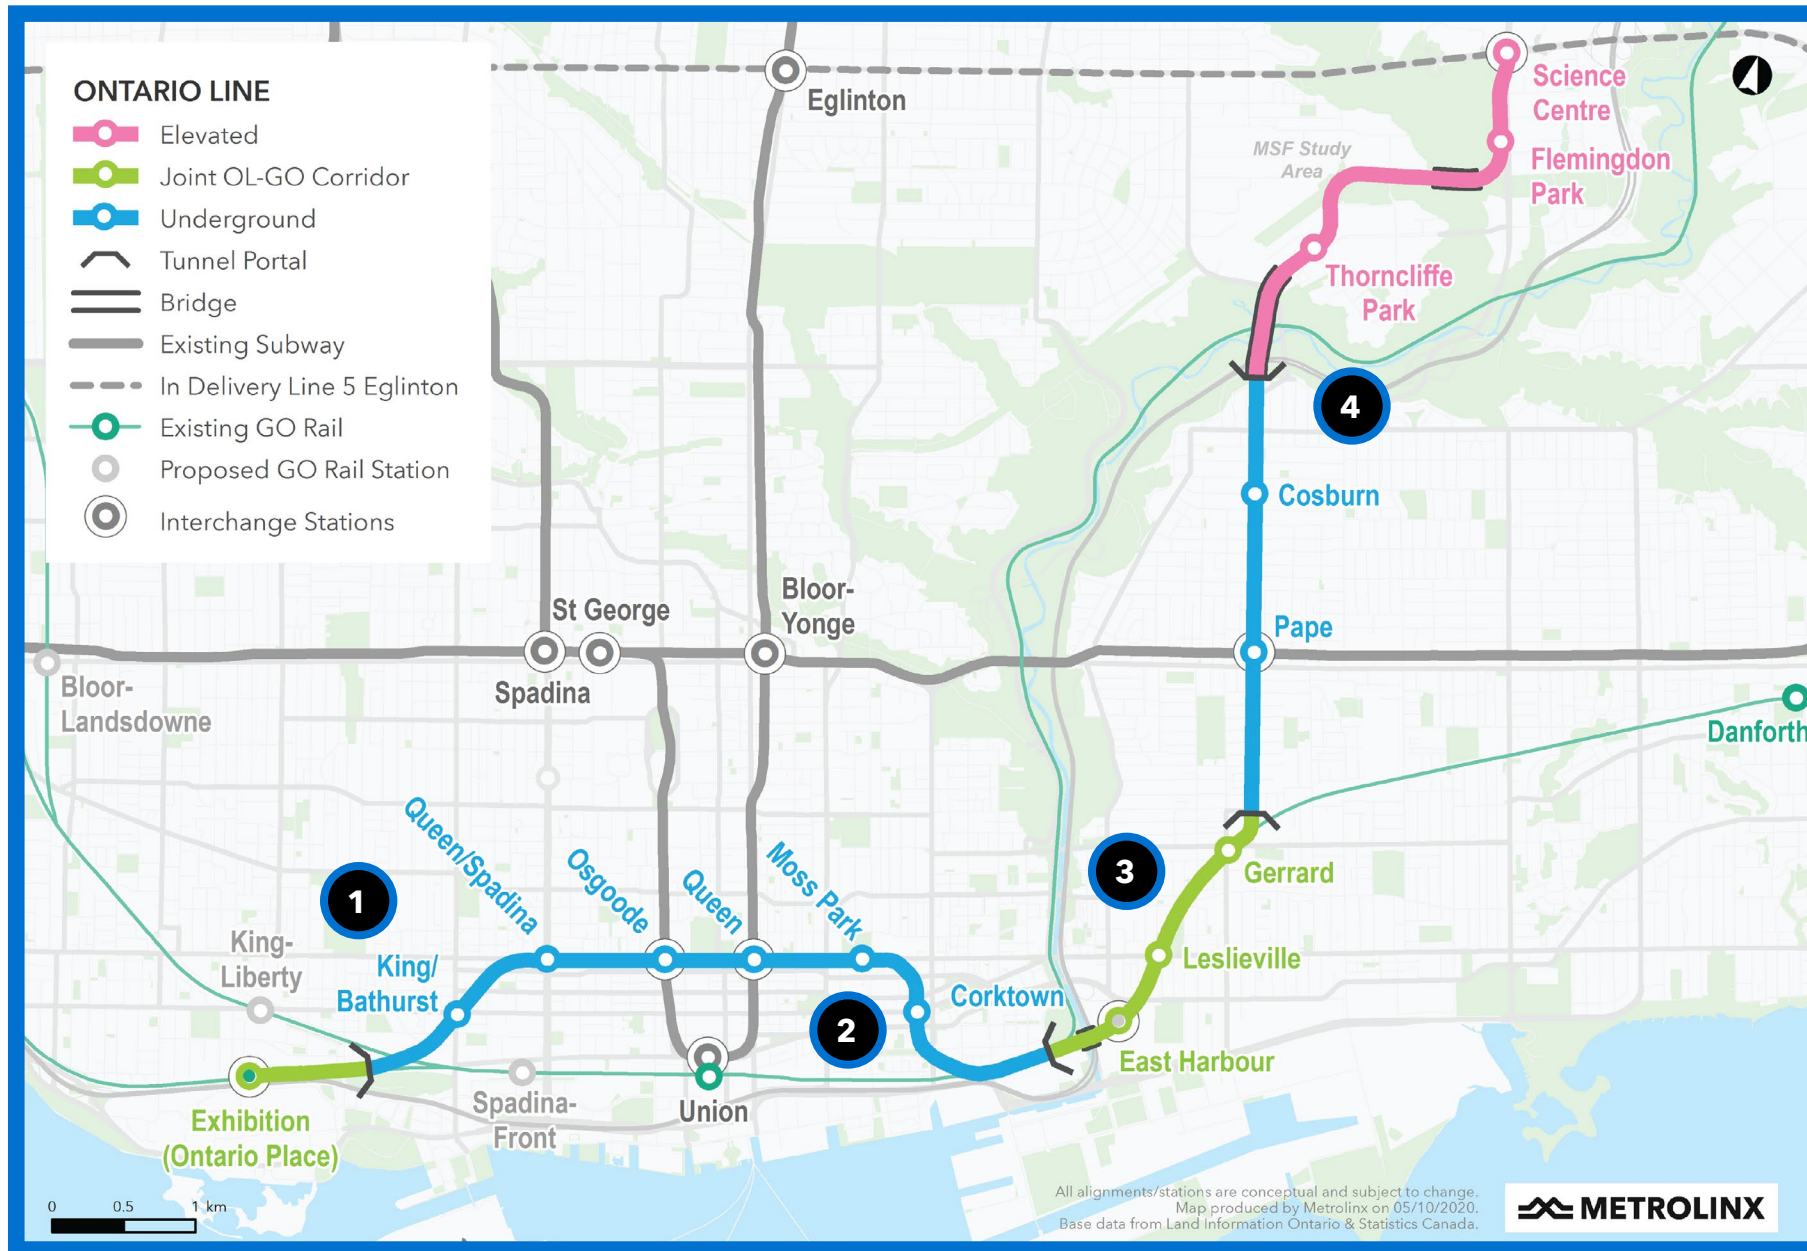 ONTARIO LINE
Elevated
Joint OL-GO Corridor
Underground
Tunnel Portal
Bridge
Existing Subway
In Delivery Line 5 Eglinton
Existing GO Rail
Proposed GO Rail Station
Interchange Stations
Eglinton
Science
Centre
MSF Study
Area
Flemingdon
Park
Thorncliffe
Park
4
Cosburn
Bloor-
Yonge
St George
Pape
Spadina
Bloor-
Landsdowne
Danforth
Queen/Spadina
Osgoode
Queen
Moss Park
3
Gerrard
1
King-
Liberty
King/
Bathurst
Leslieville
Corktown
2
East Harbour
Exhibition
(Ontario Place)
Spadina-
Front
Union
0 0.5 1 km
All alignments/stations are conceptual and subject to change.
Map produced by Metrolinx on 05/10/2020.
Base data from Land Information Ontario & Statistics Canada.
METROLINX